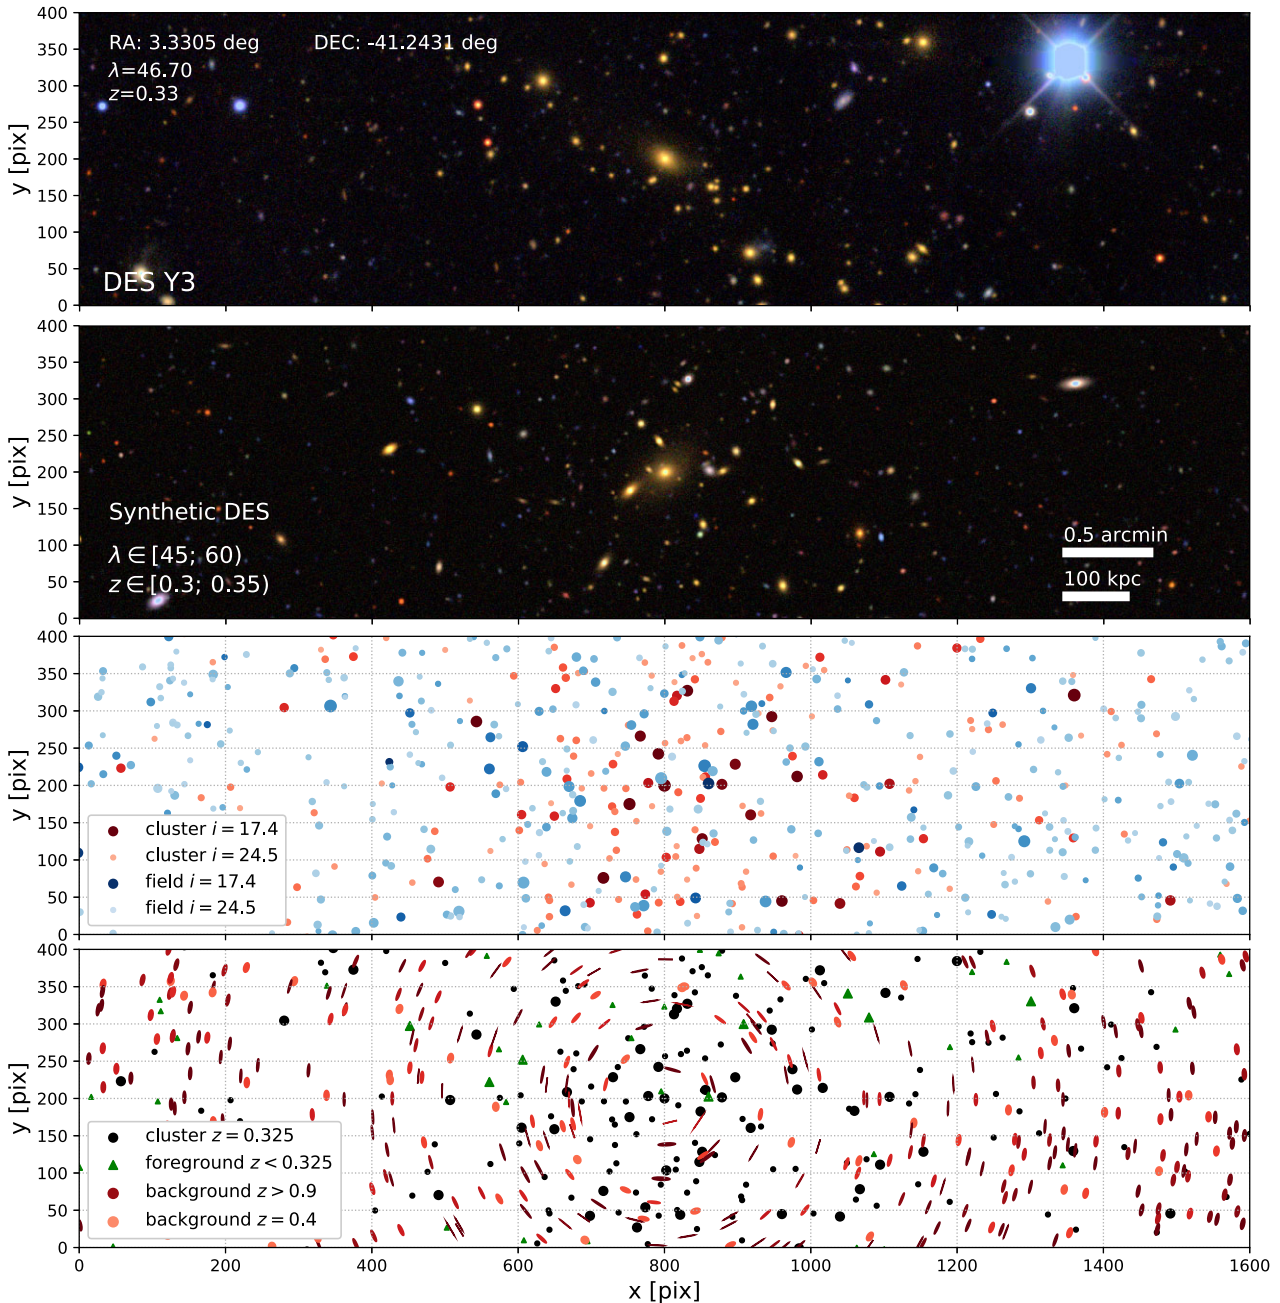 400
350
300
250
200
150
100
50
0
y [pix]
RA: 3.3305 deg
DEC: -41.2431 deg
λ=46.70
z=0.33
DES Y3
400
350
300
250
200
150
100
50
0
y [pix]
Synthetic DES
λ ∈ [45; 60)
z ∈ [0.3; 0.35)
0.5 arcmin
100 kpc
400
350
300
250
200
150
100
50
0
y [pix]
cluster i = 17.4
cluster i = 24.5
field i = 17.4
field i = 24.5
400
350
300
250
200
150
100
50
0
y [pix]
cluster z = 0.325
foreground z < 0.325
background z > 0.9
background z = 0.4
0 200 400 600 800 1000 1200 1400 1600
x [pix]